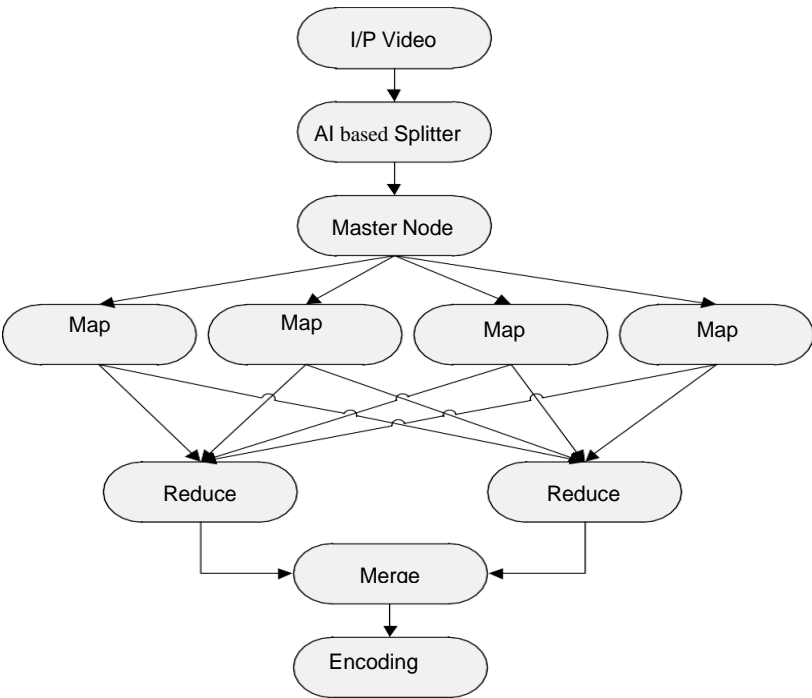 I/P Video
AI based Splitter
Master Node
Map
Map
Map
Map
Reduce
Reduce
Merge
Encoding